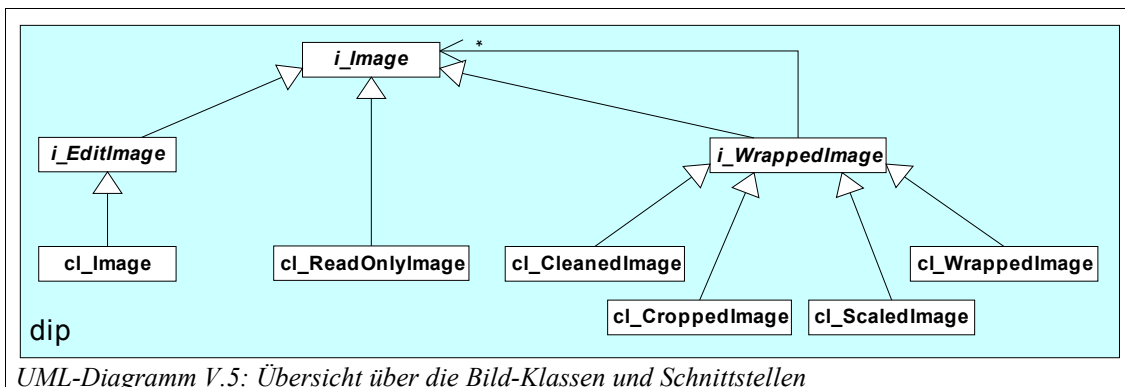 i_Image
*
i_EditImage
i_WrappedImage
cl_Image
cl_ReadOnlyImage
cl_CleanedImage
cl_WrappedImage
cl_CroppedImage
cl_ScaledImage
dip
UML-Diagramm V.5: Übersicht über die Bild-Klassen und Schnittstellen